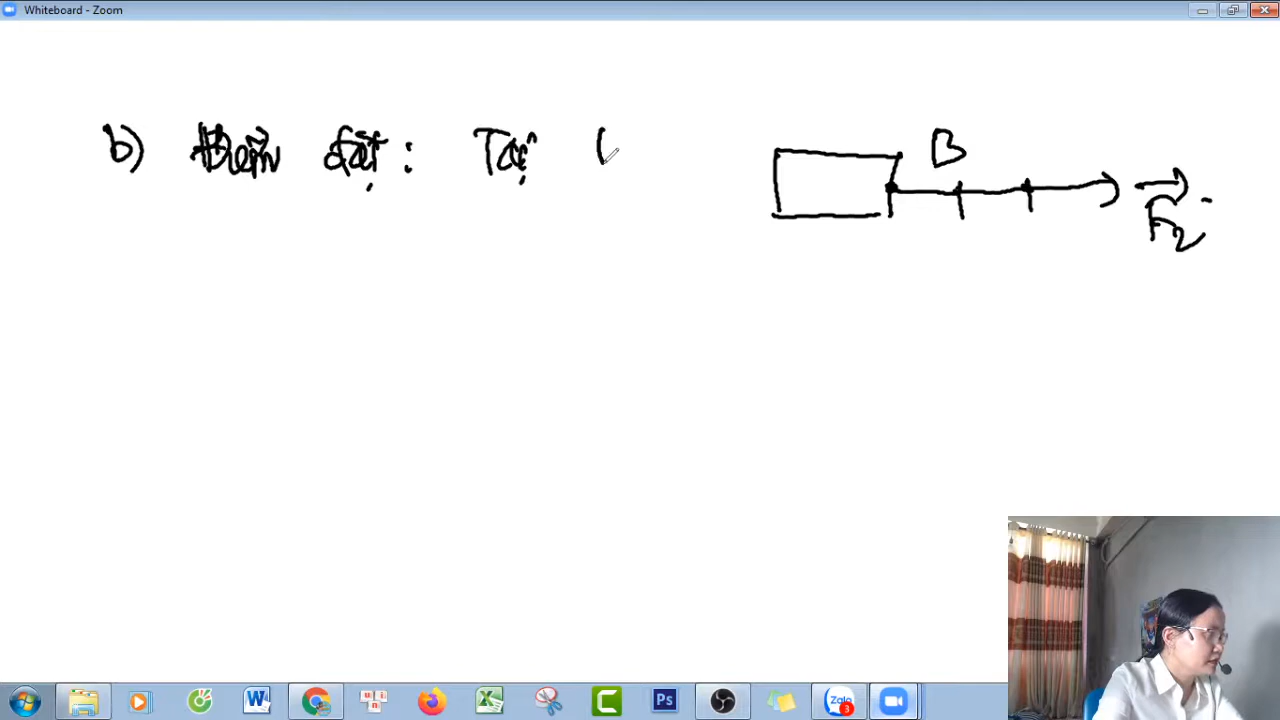 Whiteboard - Zoom
b) điểm đặt : Tại
B
F₂